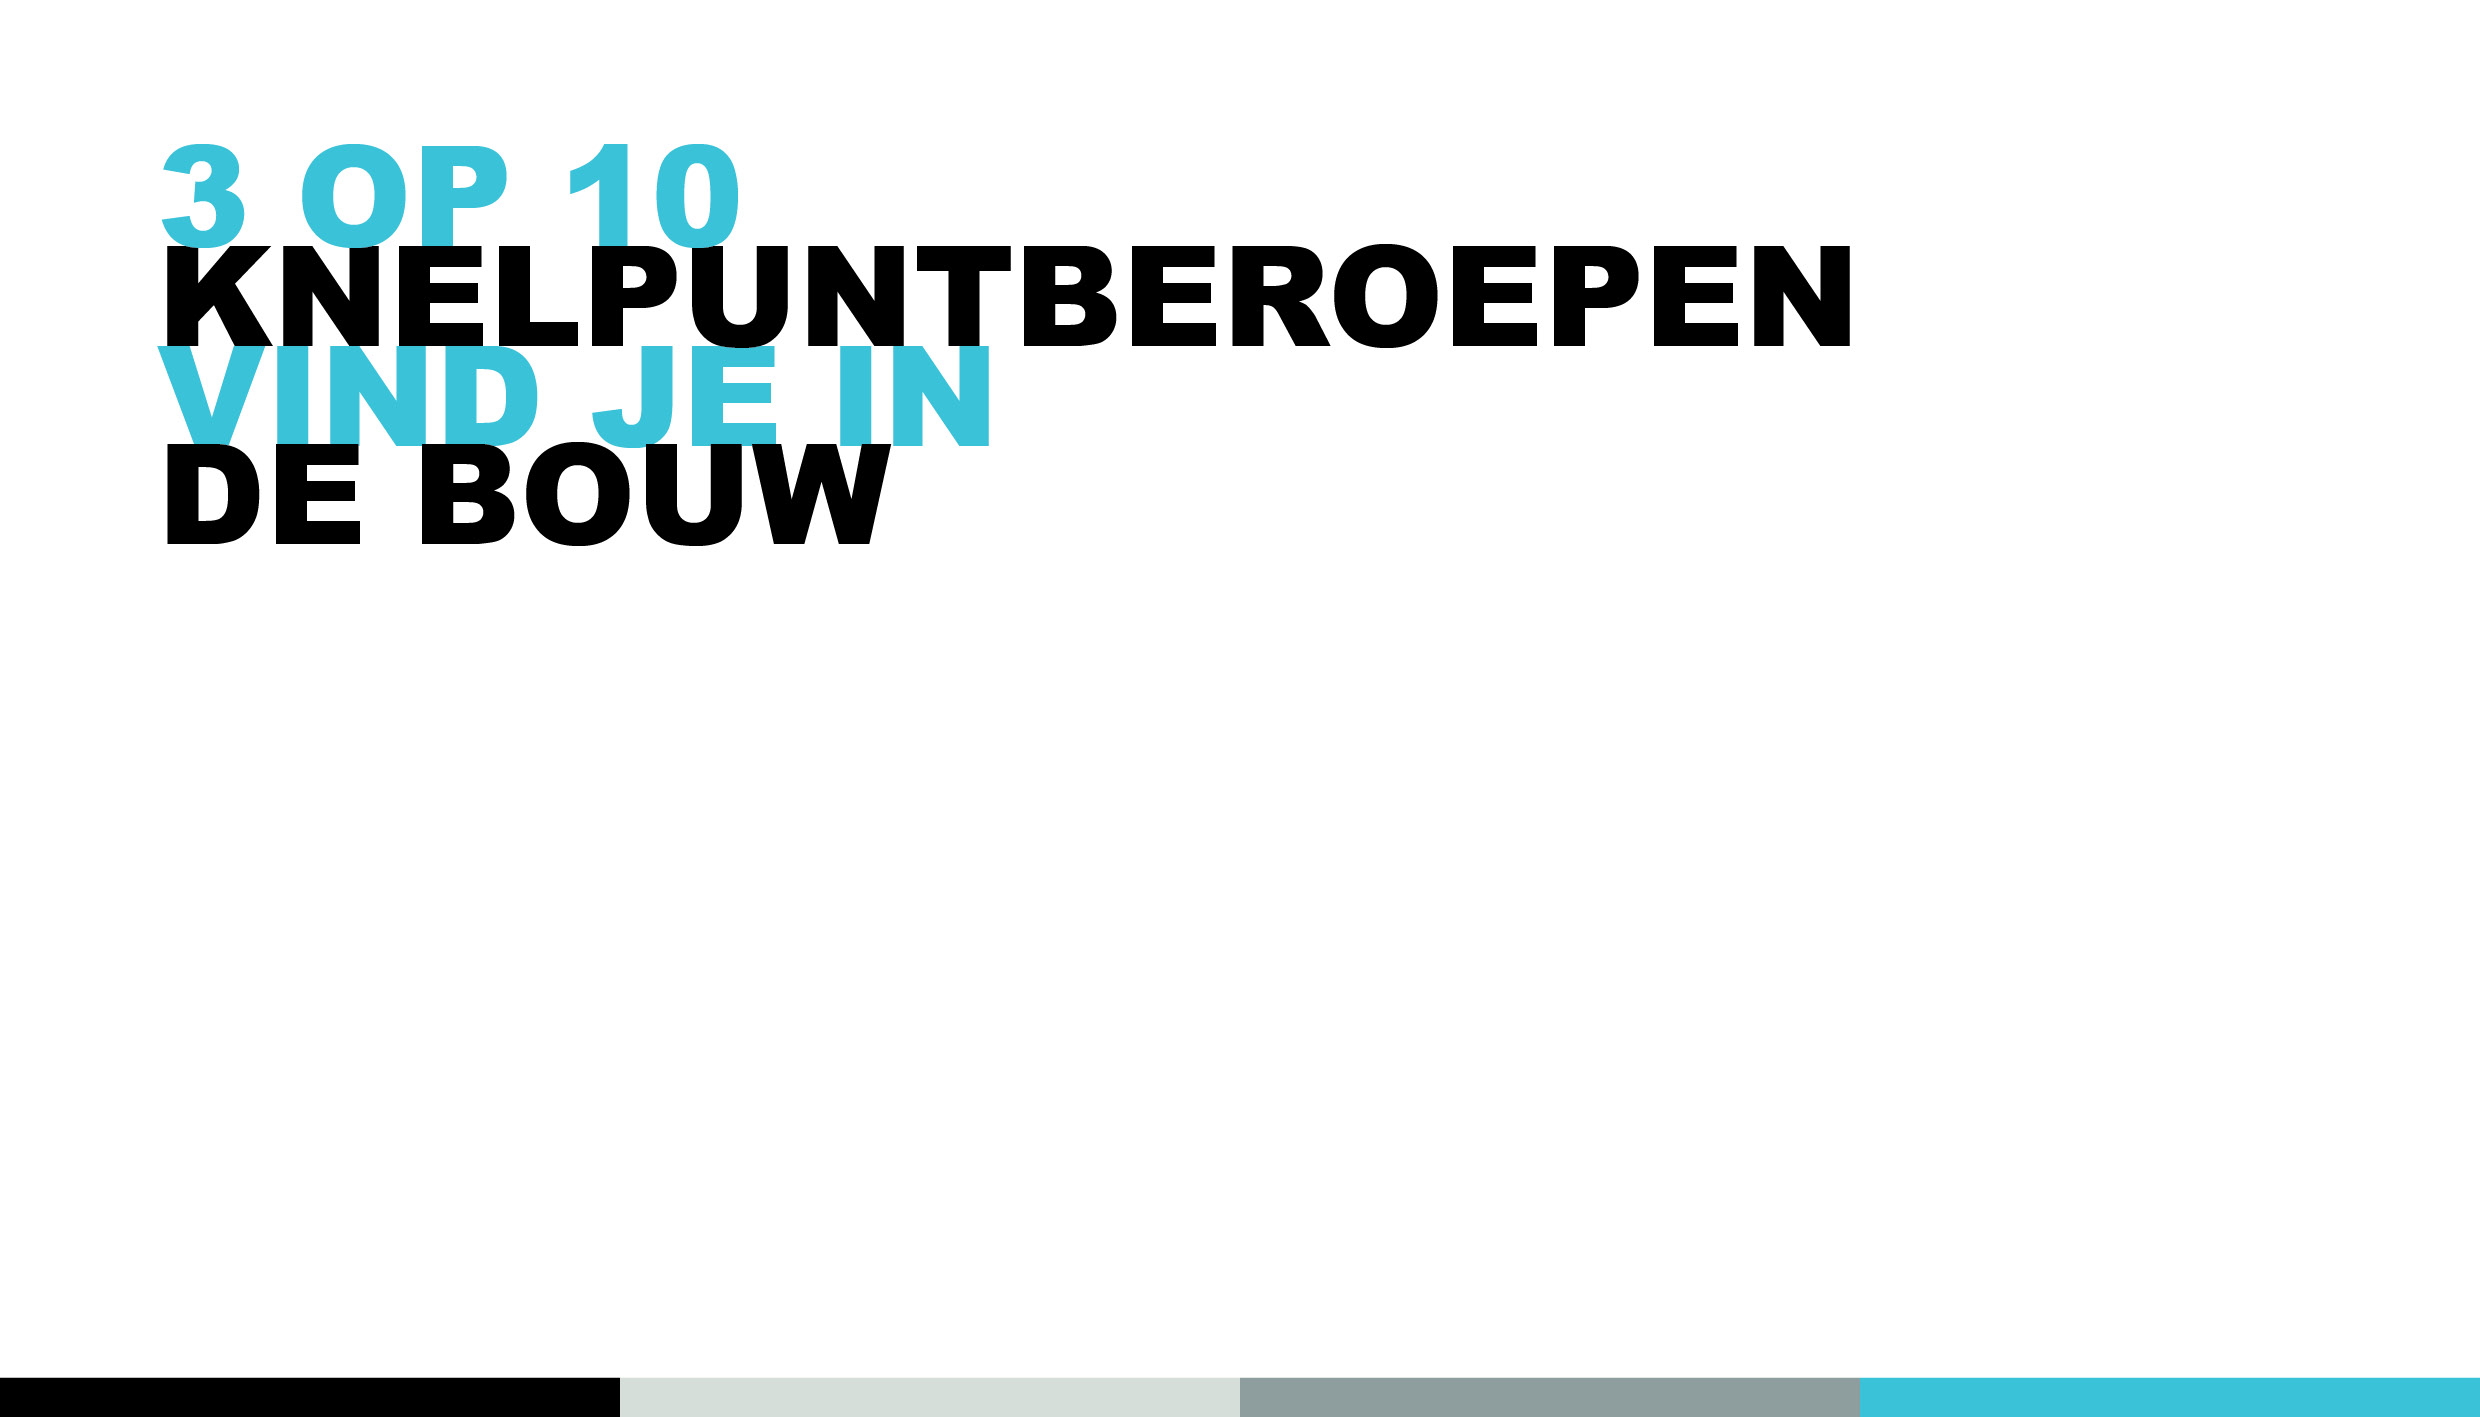 3 OP 10
KNELPUNTBEROEPEN
VIND JE IN
DE BOUW